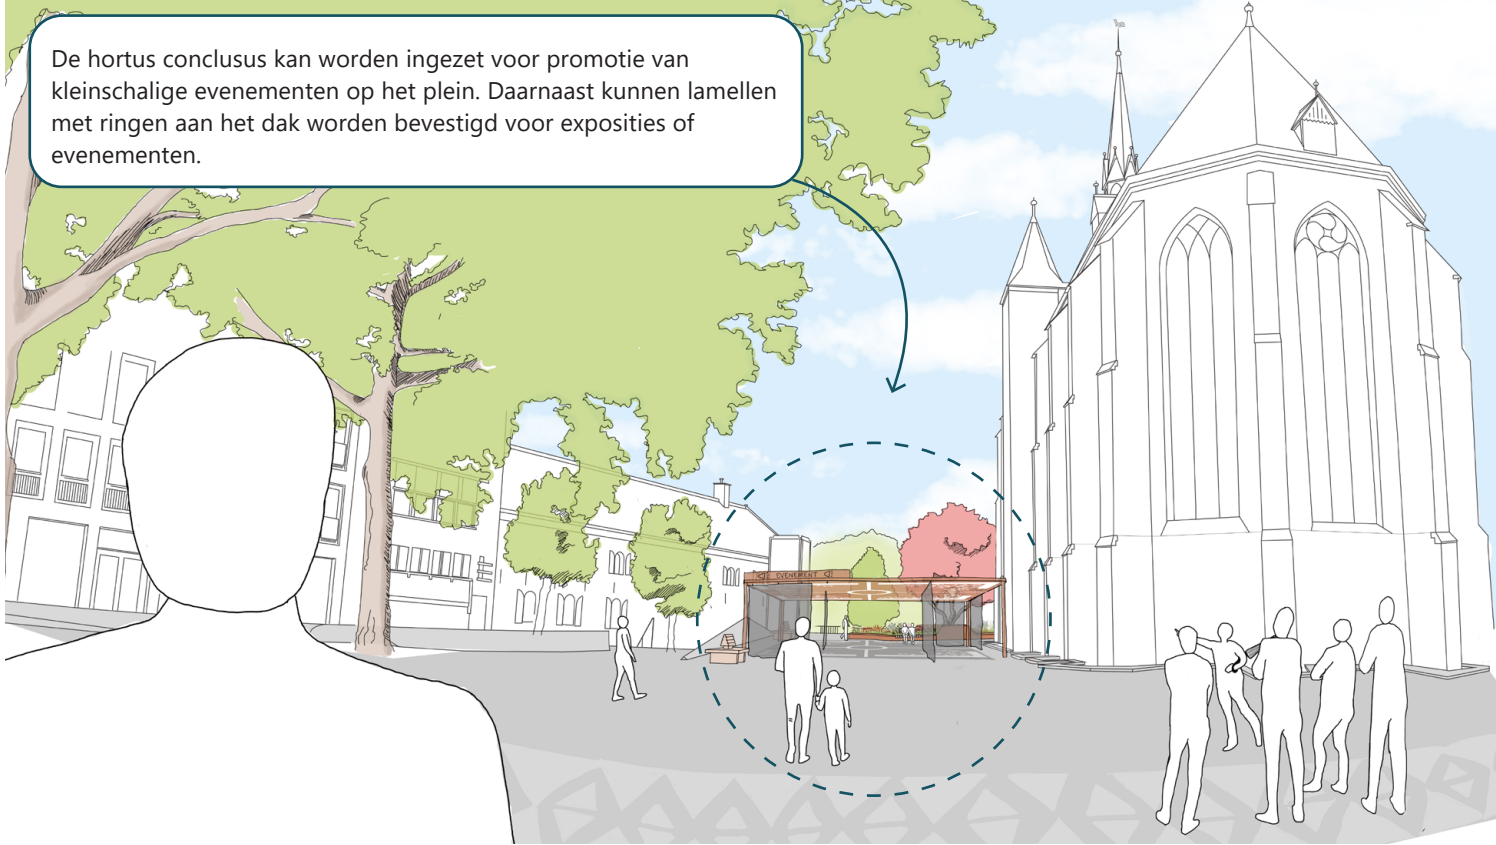 De hortus conclusus kan worden ingezet voor promotie van
kleinschalige evenementen op het plein. Daarnaast kunnen lamellen
met ringen aan het dak worden bevestigd voor exposities of
evenementen.
EVENEMENT